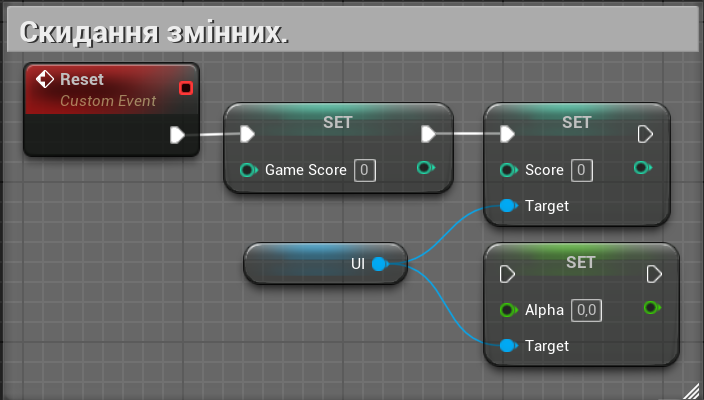 Скидання змінних.
Reset
Custom Event
SET
Game Score 0
SET
Score 0
Target
UI
SET
Alpha 0,0
Target